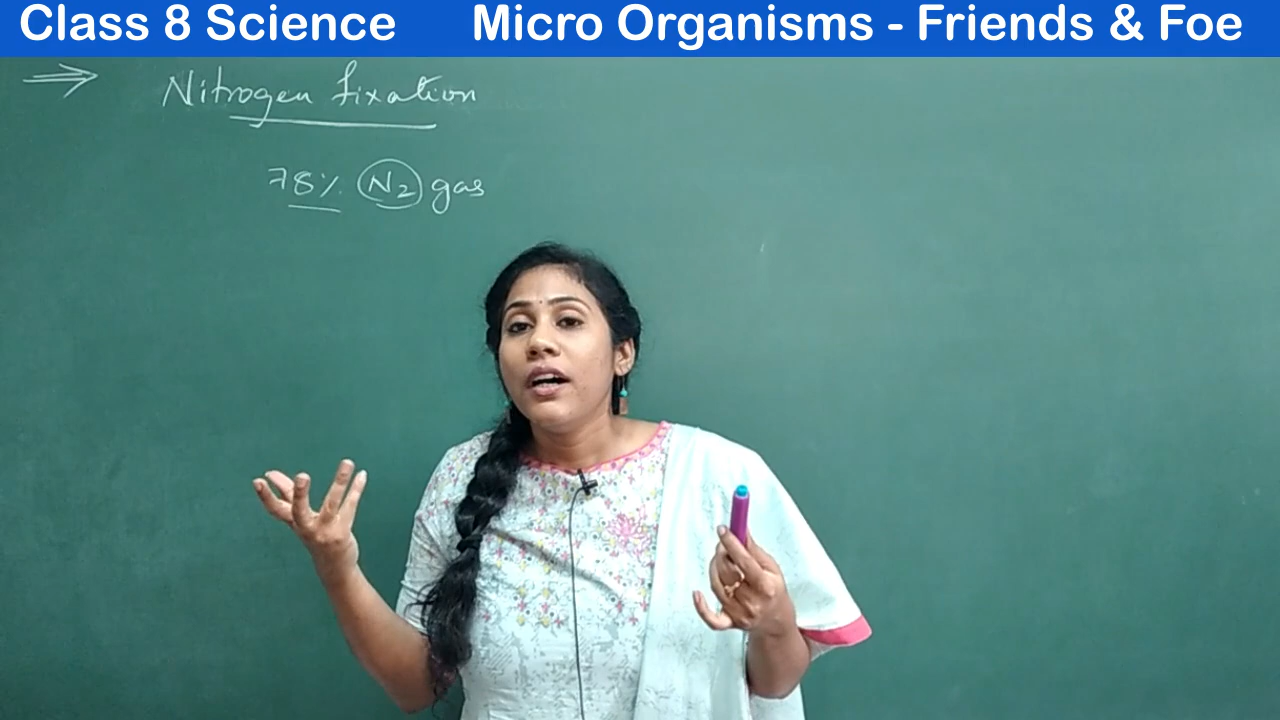 Class 8 Science Micro Organisms - Friends & Foe
⇒ Nitrogen fixation
78% N₂ gas